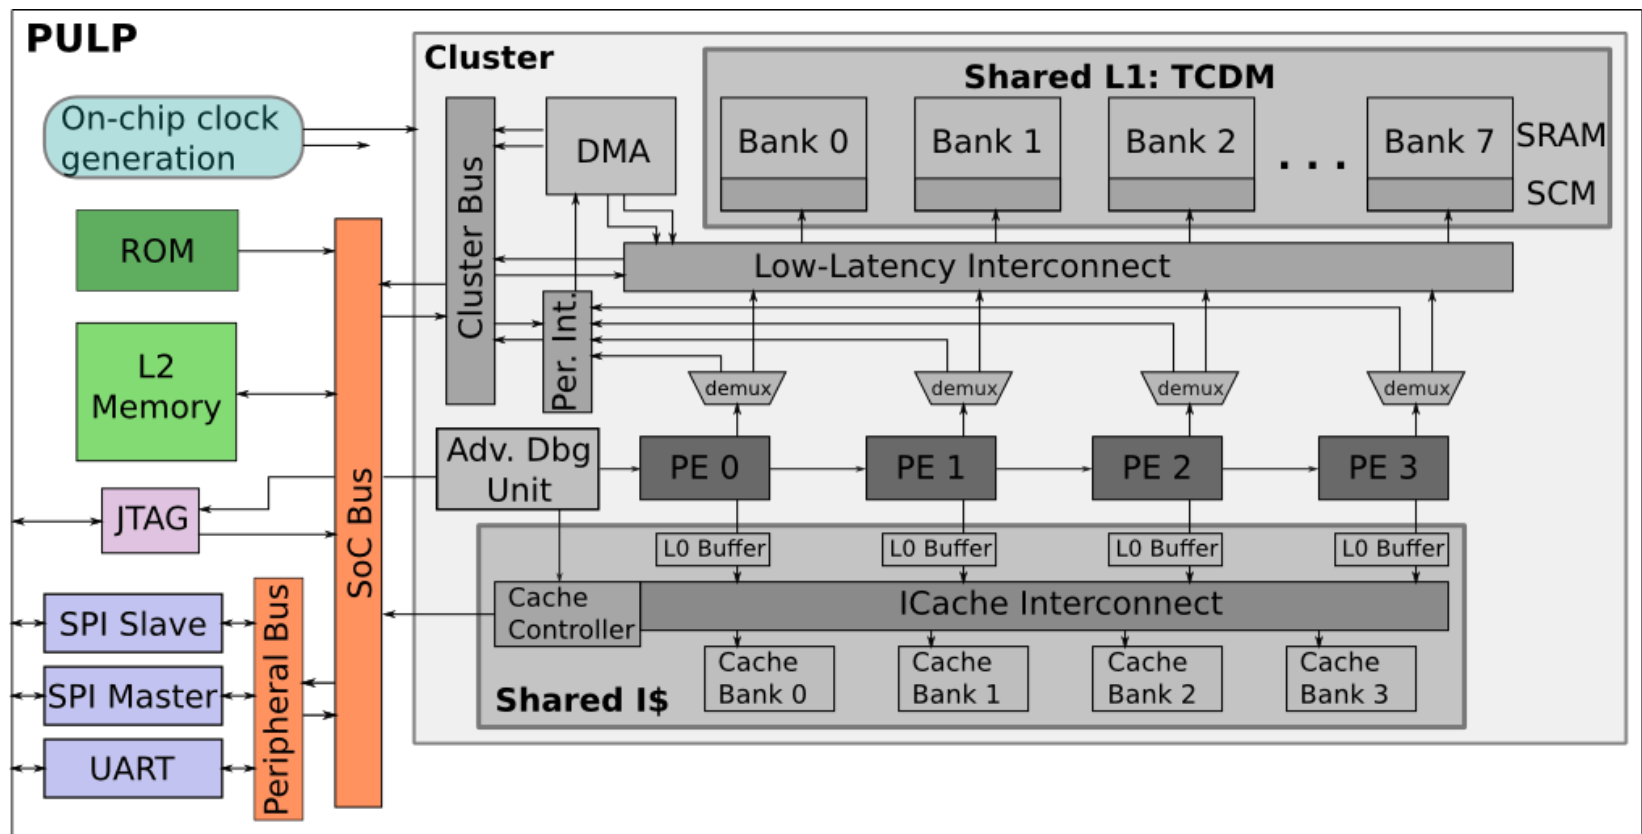 PULP
Cluster
Shared L1: TCDM
On-chip clock
generation
Cluster Bus
DMA
Bank 0
Bank 1
Bank 2
. . .
Bank 7
SRAM
SCM
ROM
Low-Latency Interconnect
Per. Int.
L2
Memory
demux
demux
demux
demux
SoC Bus
Adv. Dbg
Unit
PE 0
PE 1
PE 2
PE 3
JTAG
L0 Buffer
L0 Buffer
L0 Buffer
L0 Buffer
Cache
Controller
ICache Interconnect
SPI Slave
SPI Master
UART
Peripheral Bus
Cache
Bank 0
Cache
Bank 1
Cache
Bank 2
Cache
Bank 3
Shared I$